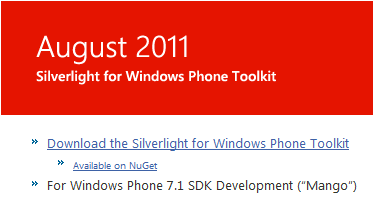 August 2011
Silverlight for Windows Phone Toolkit
Download the Silverlight for Windows Phone Toolkit
Available on NuGet
For Windows Phone 7.1 SDK Development (“Mango”)